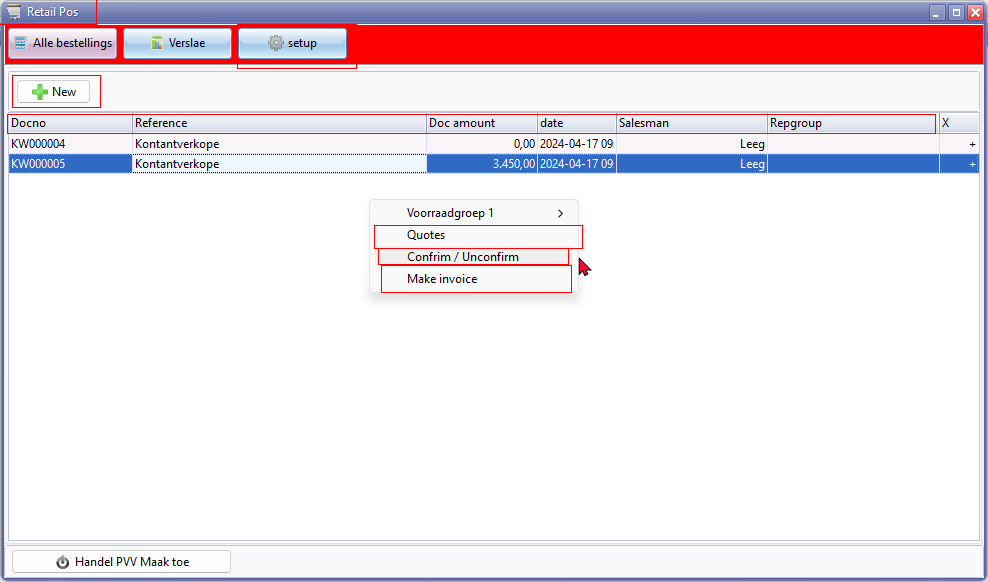 Retail Pos
Alle bestellings Verslae setup
New
Docno Reference Doc amount date Salesman Repgroup X
KW000004 Kontantverkope 0,00 2024-04-17 09 Leeg +
KW000005 Kontantverkope 3.450,00 2024-04-17 09 Leeg +
Voorraadgroep 1
Quotes
Confrim / Unconfirm
Make invoice
Handel PVV Maak toe